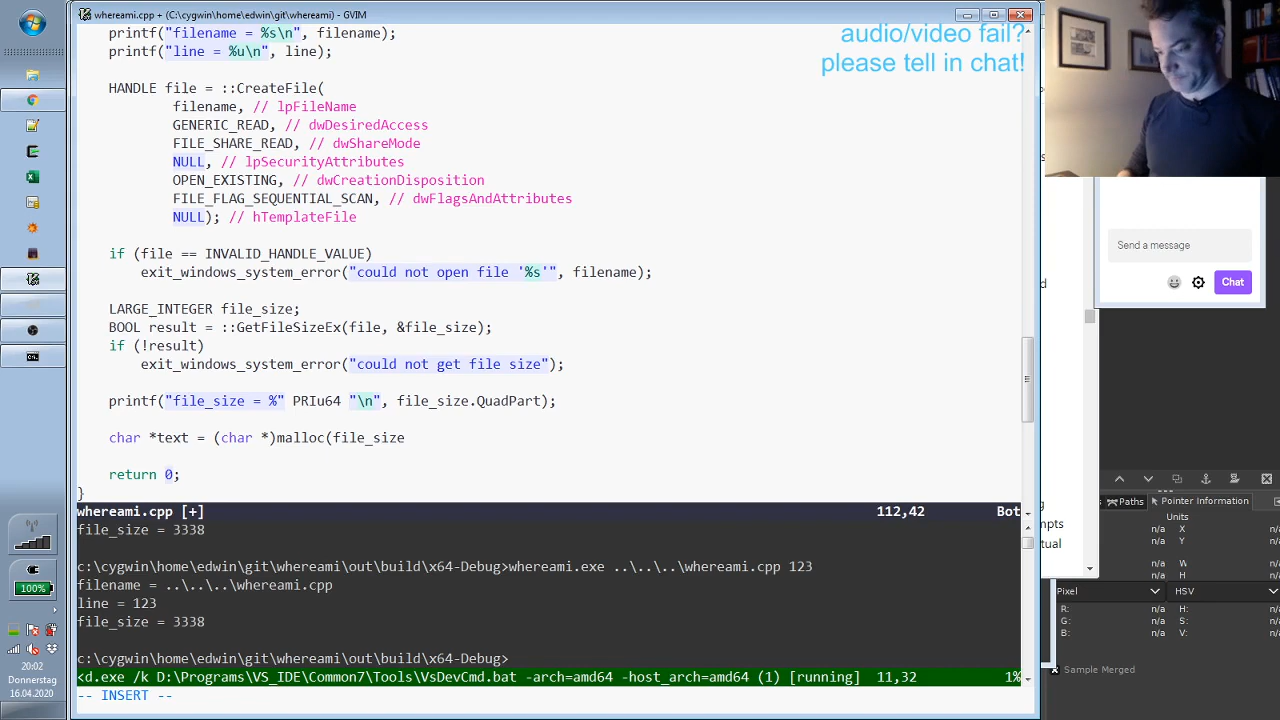 whereami.cpp + (C:\cygwin\home\edwin\git\whereami) - GVIM
printf("filename = %s\n", filename);
printf("line = %u\n", line);
HANDLE file = ::CreateFile(
filename, // lpFileName
GENERIC_READ, // dwDesiredAccess
FILE_SHARE_READ, // dwShareMode
NULL, // lpSecurityAttributes
OPEN_EXISTING, // dwCreationDisposition
FILE_FLAG_SEQUENTIAL_SCAN, // dwFlagsAndAttributes
NULL); // hTemplateFile
if (file == INVALID_HANDLE_VALUE)
exit_windows_system_error("could not open file '%s'", filename);
LARGE_INTEGER file_size;
BOOL result = ::GetFileSizeEx(file, &file_size);
if (!result)
exit_windows_system_error("could not get file size");
printf("file_size = %" PRIu64 "\n", file_size.QuadPart);
char *text = (char *)malloc(file_size
return 0;
}
whereami.cpp [+] 112,42 Bot
file_size = 3338
c:\cygwin\home\edwin\git\whereami\out\build\x64-Debug>whereami.exe ..\..\..\whereami.cpp 123
filename = ..\..\..\whereami.cpp
line = 123
file_size = 3338
c:\cygwin\home\edwin\git\whereami\out\build\x64-Debug>
<d.exe /k D:\Programs\VS_IDE\Common7\Tools\VsDevCmd.bat -arch=amd64 -host_arch=amd64 (1) [running] 11,32 1%
-- INSERT --
audio/video fail?
please tell in chat!
Send a message
Chat
Paths
Pointer Information
Units
n/a X n/a
n/a Y n/a
n/a W n/a
n/a H n/a
Pixel HSV
R: n/a H: n/a
G: n/a S: n/a
B: n/a V: n/a
Sample Merged
mpts
tual
100%
20:02
Donnerstag
16.04.2020